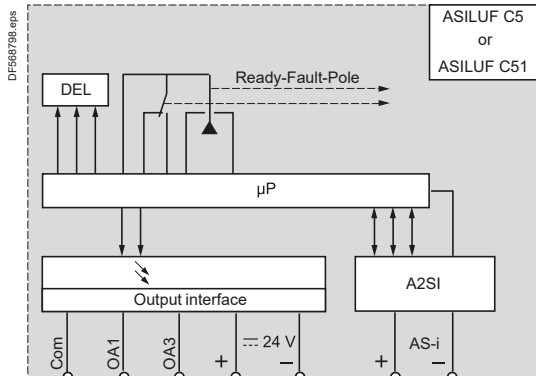 DF568798.eps
ASILUF C5
or
ASILUF C51
DEL
Ready-Fault-Pole
µP
Output interface
A2SI
Com
OA1
OA3
+
24 V
–
+
AS-i
–